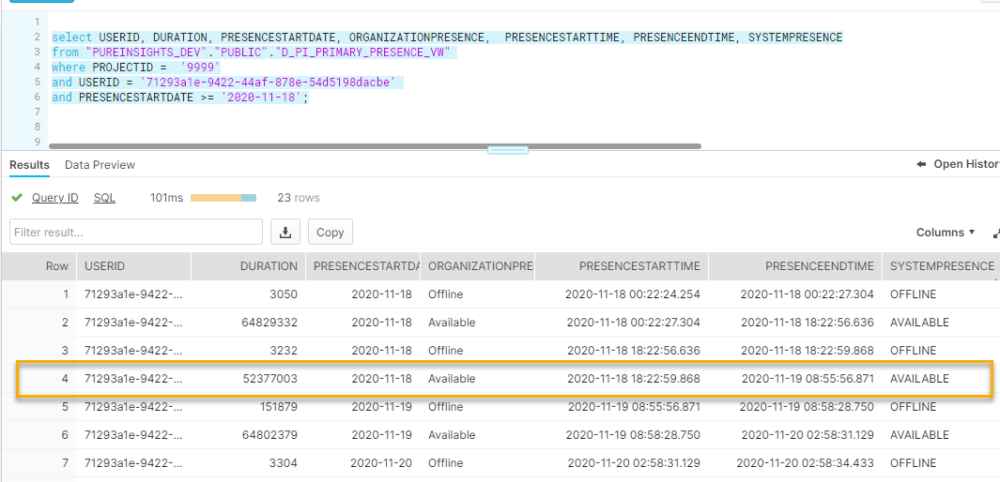 1
2 select USERID, DURATION, PRESENCESTARTDATE, ORGANIZATIONPRESENCE,  PRESENCESTARTTIME, PRESENCEENDTIME, SYSTEMPRESENCE
3 from "PUREINSIGHTS_DEV"."PUBLIC"."D_PI_PRIMARY_PRESENCE_VW"
4 where PROJECTID =  '9999'
5 and USERID = '71293a1e-9422-44af-878e-54d5198dacbe'
6 and PRESENCESTARTDATE >= '2020-11-18';
7
8
9
Results Data Preview Open Histor
Query ID SQL 101ms 23 rows
Filter result... Copy Columns
Row USERID DURATION PRESENCESTARTDA ORGANIZATIONPRE PRESENCESTARTTIME PRESENCEENDTIME SYSTEMPRESENCE
1 71293a1e-9422-... 3050 2020-11-18 Offline 2020-11-18 00:22:24.254 2020-11-18 00:22:27.304 OFFLINE
2 71293a1e-9422-... 64829332 2020-11-18 Available 2020-11-18 00:22:27.304 2020-11-18 18:22:56.636 AVAILABLE
3 71293a1e-9422-... 3232 2020-11-18 Offline 2020-11-18 18:22:56.636 2020-11-18 18:22:59.868 OFFLINE
4 71293a1e-9422-... 52377003 2020-11-18 Available 2020-11-18 18:22:59.868 2020-11-19 08:55:56.871 AVAILABLE
5 71293a1e-9422-... 151879 2020-11-19 Offline 2020-11-19 08:55:56.871 2020-11-19 08:58:28.750 OFFLINE
6 71293a1e-9422-... 64802379 2020-11-19 Available 2020-11-19 08:58:28.750 2020-11-20 02:58:31.129 AVAILABLE
7 71293a1e-9422-... 3304 2020-11-20 Offline 2020-11-20 02:58:31.129 2020-11-20 02:58:34.433 OFFLINE